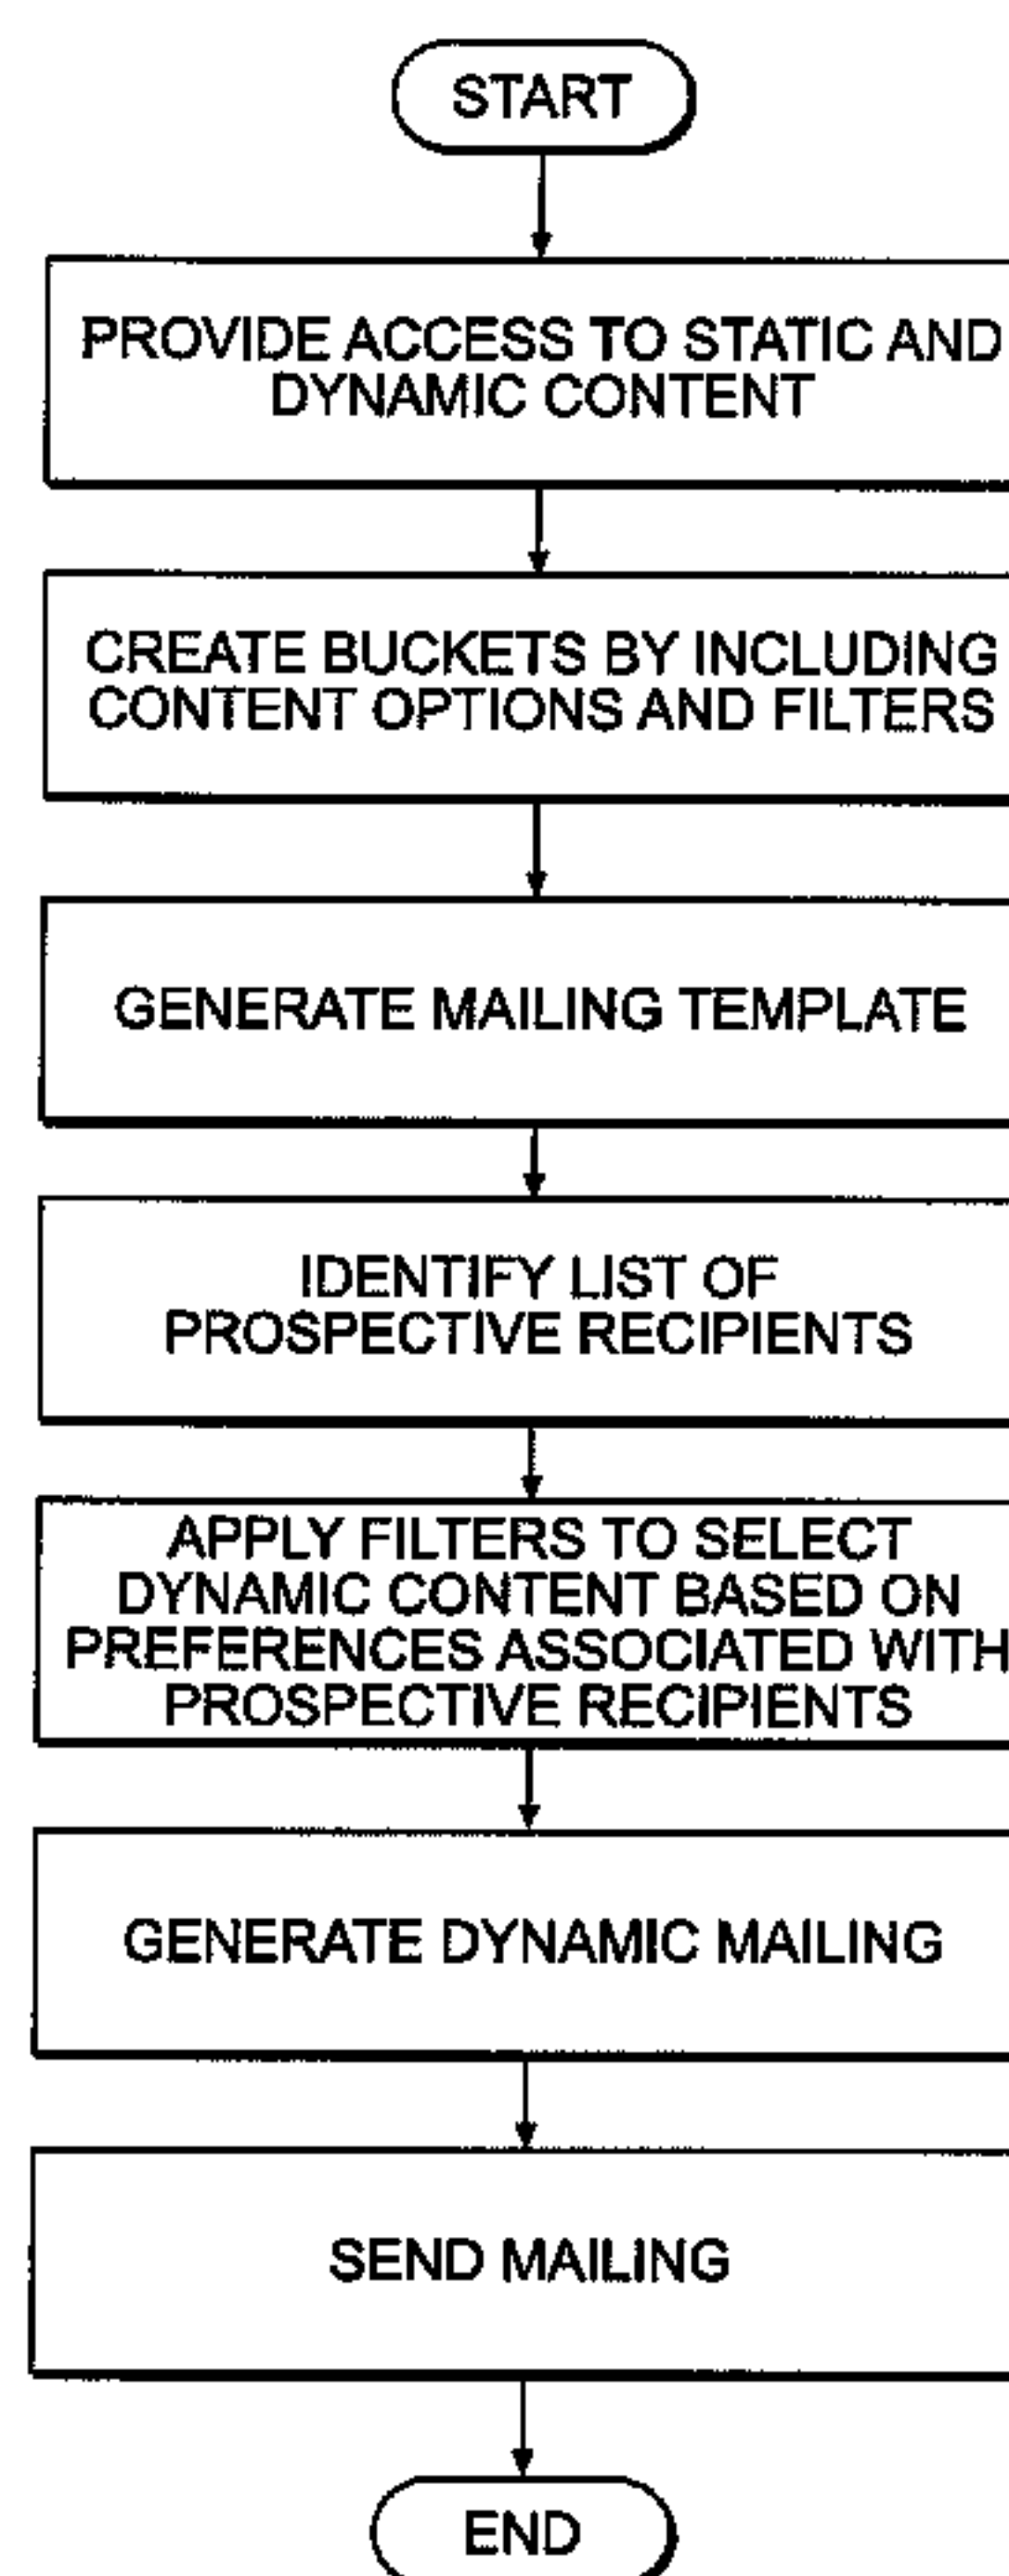 START
PROVIDE ACCESS TO STATIC AND
DYNAMIC CONTENT
CREATE BUCKETS BY INCLUDING
CONTENT OPTIONS AND FILTERS
GENERATE MAILING TEMPLATE
IDENTIFY LIST OF
PROSPECTIVE RECIPIENTS
APPLY FILTERS TO SELECT
DYNAMIC CONTENT BASED ON
PREFERENCES ASSOCIATED WITH
PROSPECTIVE RECIPIENTS
GENERATE DYNAMIC MAILING
SEND MAILING
END